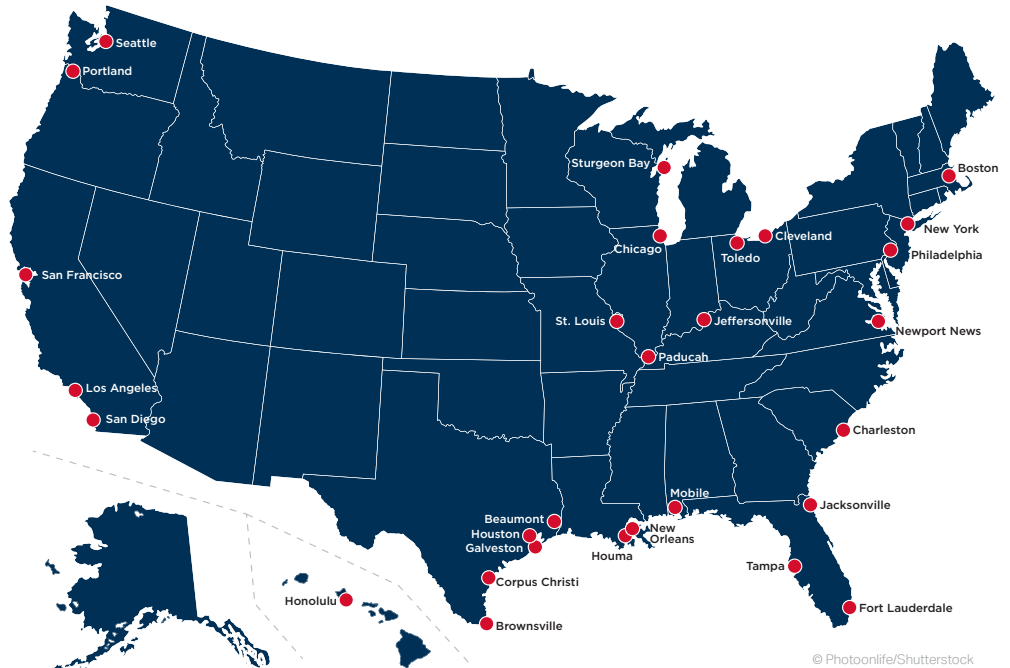 Seattle
Portland
Sturgeon Bay
Boston
New York
Chicago
Cleveland
Toledo
Philadelphia
San Francisco
St. Louis
Jeffersonville
Newport News
Paducah
Los Angeles
San Diego
Charleston
Mobile
Jacksonville
Beaumont
Houston
Galveston
New
Orleans
Houma
Tampa
Corpus Christi
Honolulu
Fort Lauderdale
Brownsville
© Photoonlife/Shutterstock